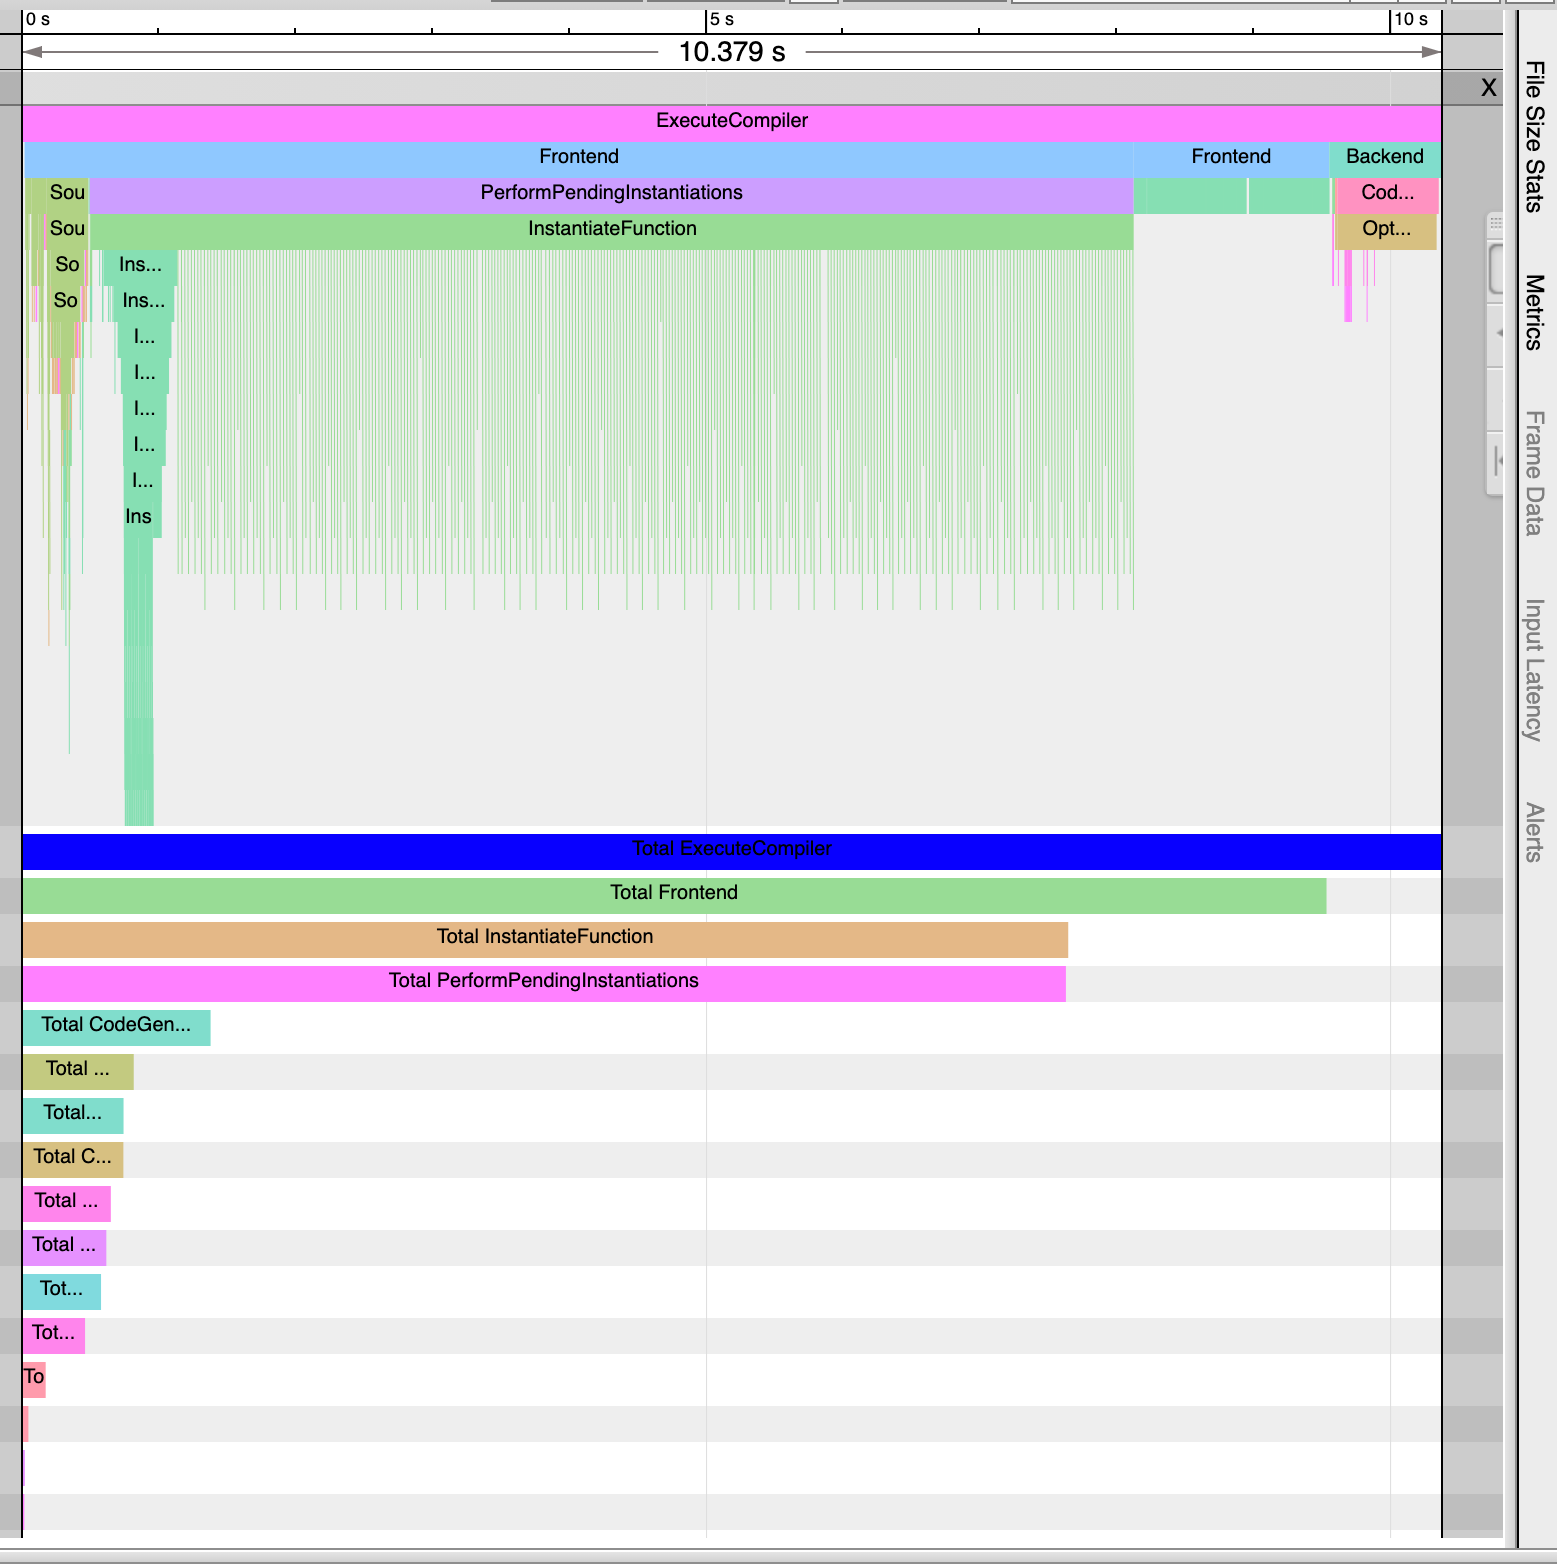 0 s 5 s 10 s
10.379 s
X
ExecuteCompiler
Frontend Frontend Backend
Sou PerformPendingInstantiations Cod...
Sou InstantiateFunction Opt...
So Ins...
So Ins...
I...
I...
I...
I...
I...
Ins
Total ExecuteCompiler
Total Frontend
Total InstantiateFunction
Total PerformPendingInstantiations
Total CodeGen...
Total ...
Total...
Total C...
Total ...
Total ...
Tot...
Tot...
To
File Size Stats
Metrics
Frame Data
Input Latency
Alerts